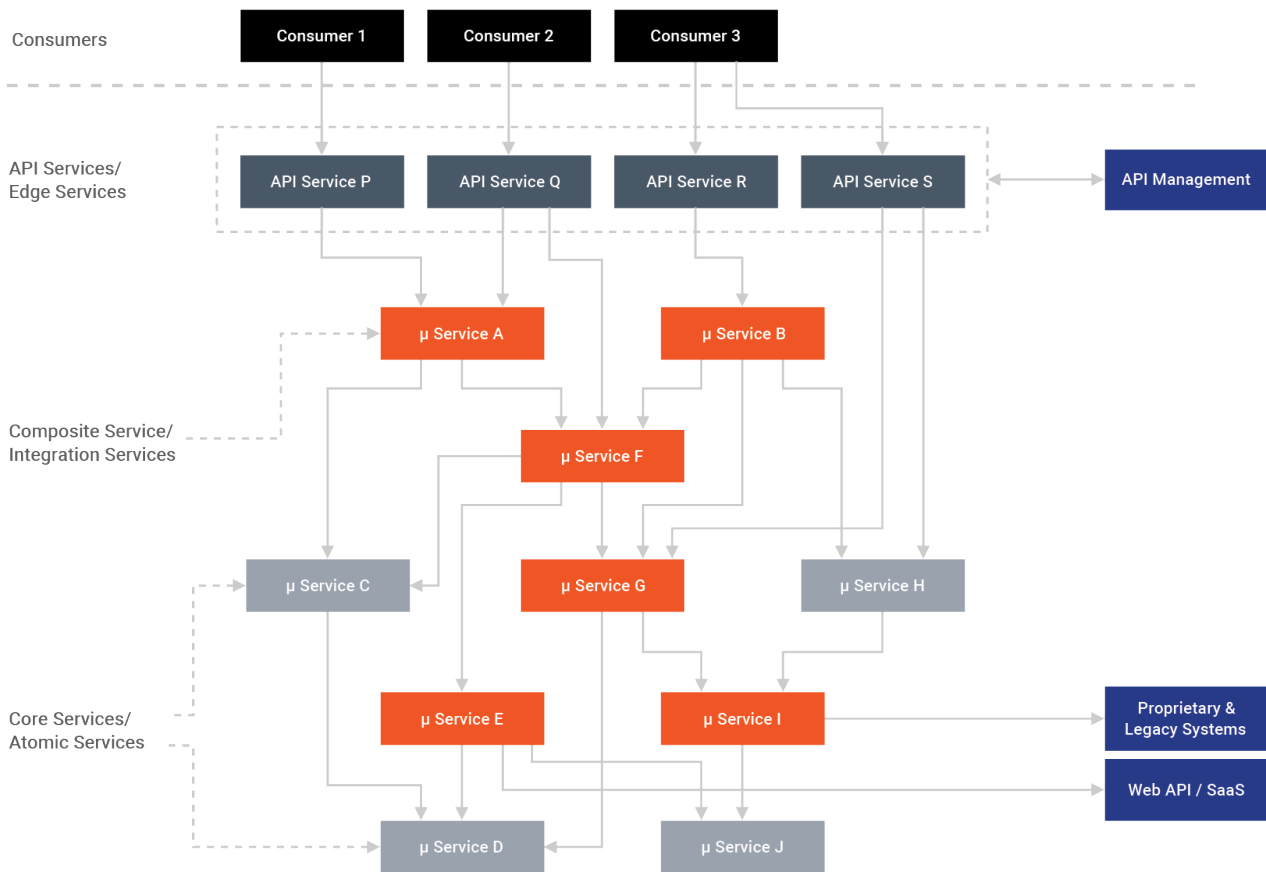 Consumers
Consumer 1
Consumer 2
Consumer 3
API Services/
Edge Services
API Service P
API Service Q
API Service R
API Service S
API Management
µ Service A
µ Service B
Composite Service/
Integration Services
µ Service F
µ Service C
µ Service G
µ Service H
Core Services/
Atomic Services
µ Service E
µ Service I
Proprietary &
Legacy Systems
Web API / SaaS
µ Service D
µ Service J